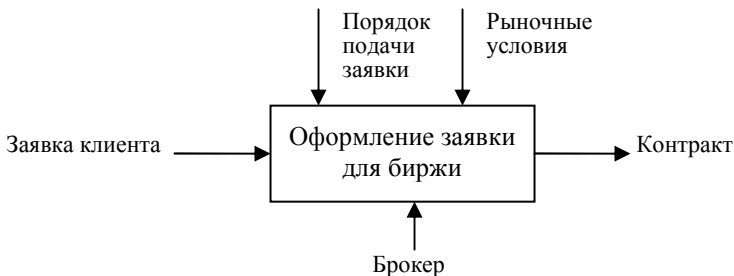 Порядок
подачи
заявки
Рыночные
условия
Заявка клиента
Оформление заявки
для биржи
Контракт
Брокер